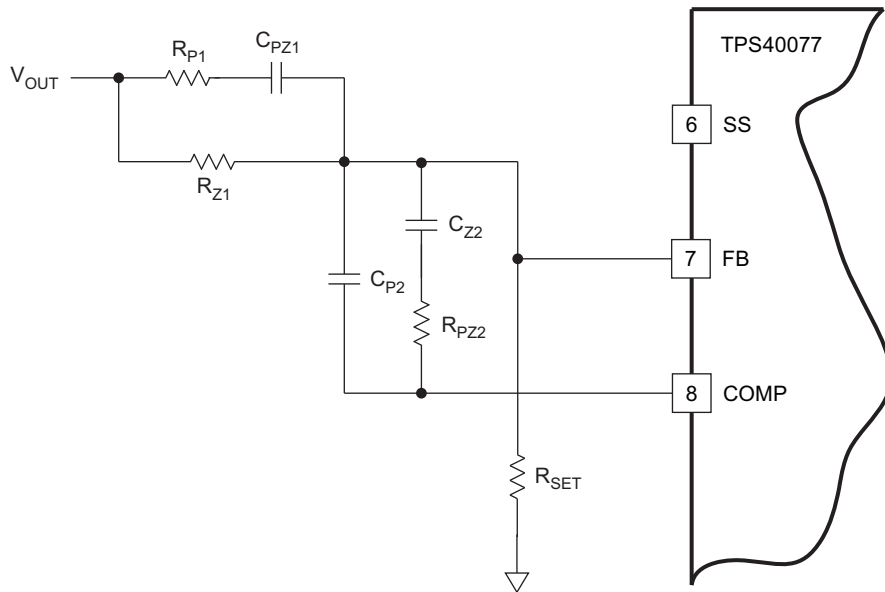 TPS40077
R_P1
C_PZ1
V_OUT
6 SS
R_Z1
C_Z2
7 FB
C_P2
R_PZ2
8 COMP
R_SET